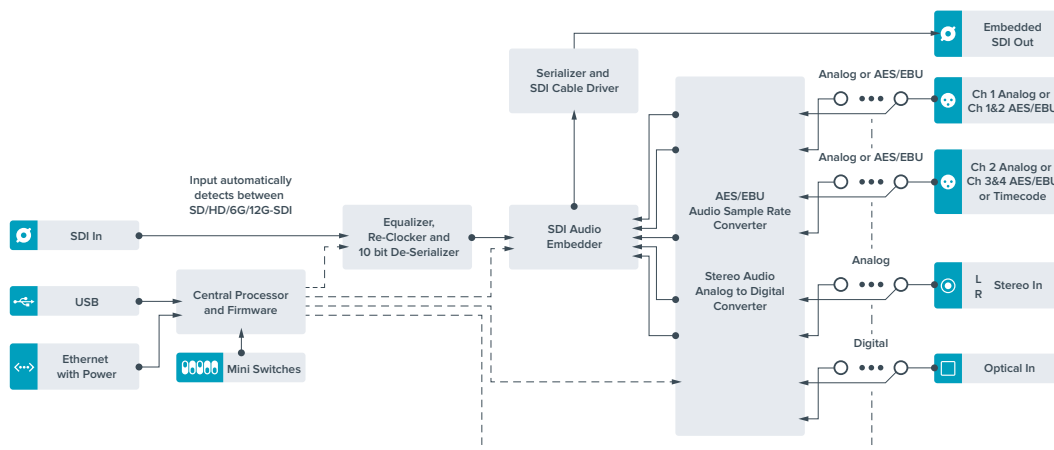 Embedded
SDI Out
Serializer and
SDI Cable Driver
Analog or AES/EBU
Ch 1 Analog or
Ch 1&2 AES/EBU
Analog or AES/EBU
Ch 2 Analog or
Ch 3&4 AES/EBU
or Timecode
Input automatically
detects between
SD/HD/6G/12G-SDI
AES/EBU
Audio Sample Rate
Converter
SDI In
Equalizer,
Re-Clocker and
10 bit De-Serializer
SDI Audio
Embedder
Analog
Stereo Audio
Analog to Digital
Converter
L
R
Stereo In
USB
Central Processor
and Firmware
Digital
Ethernet
with Power
Mini Switches
Optical In